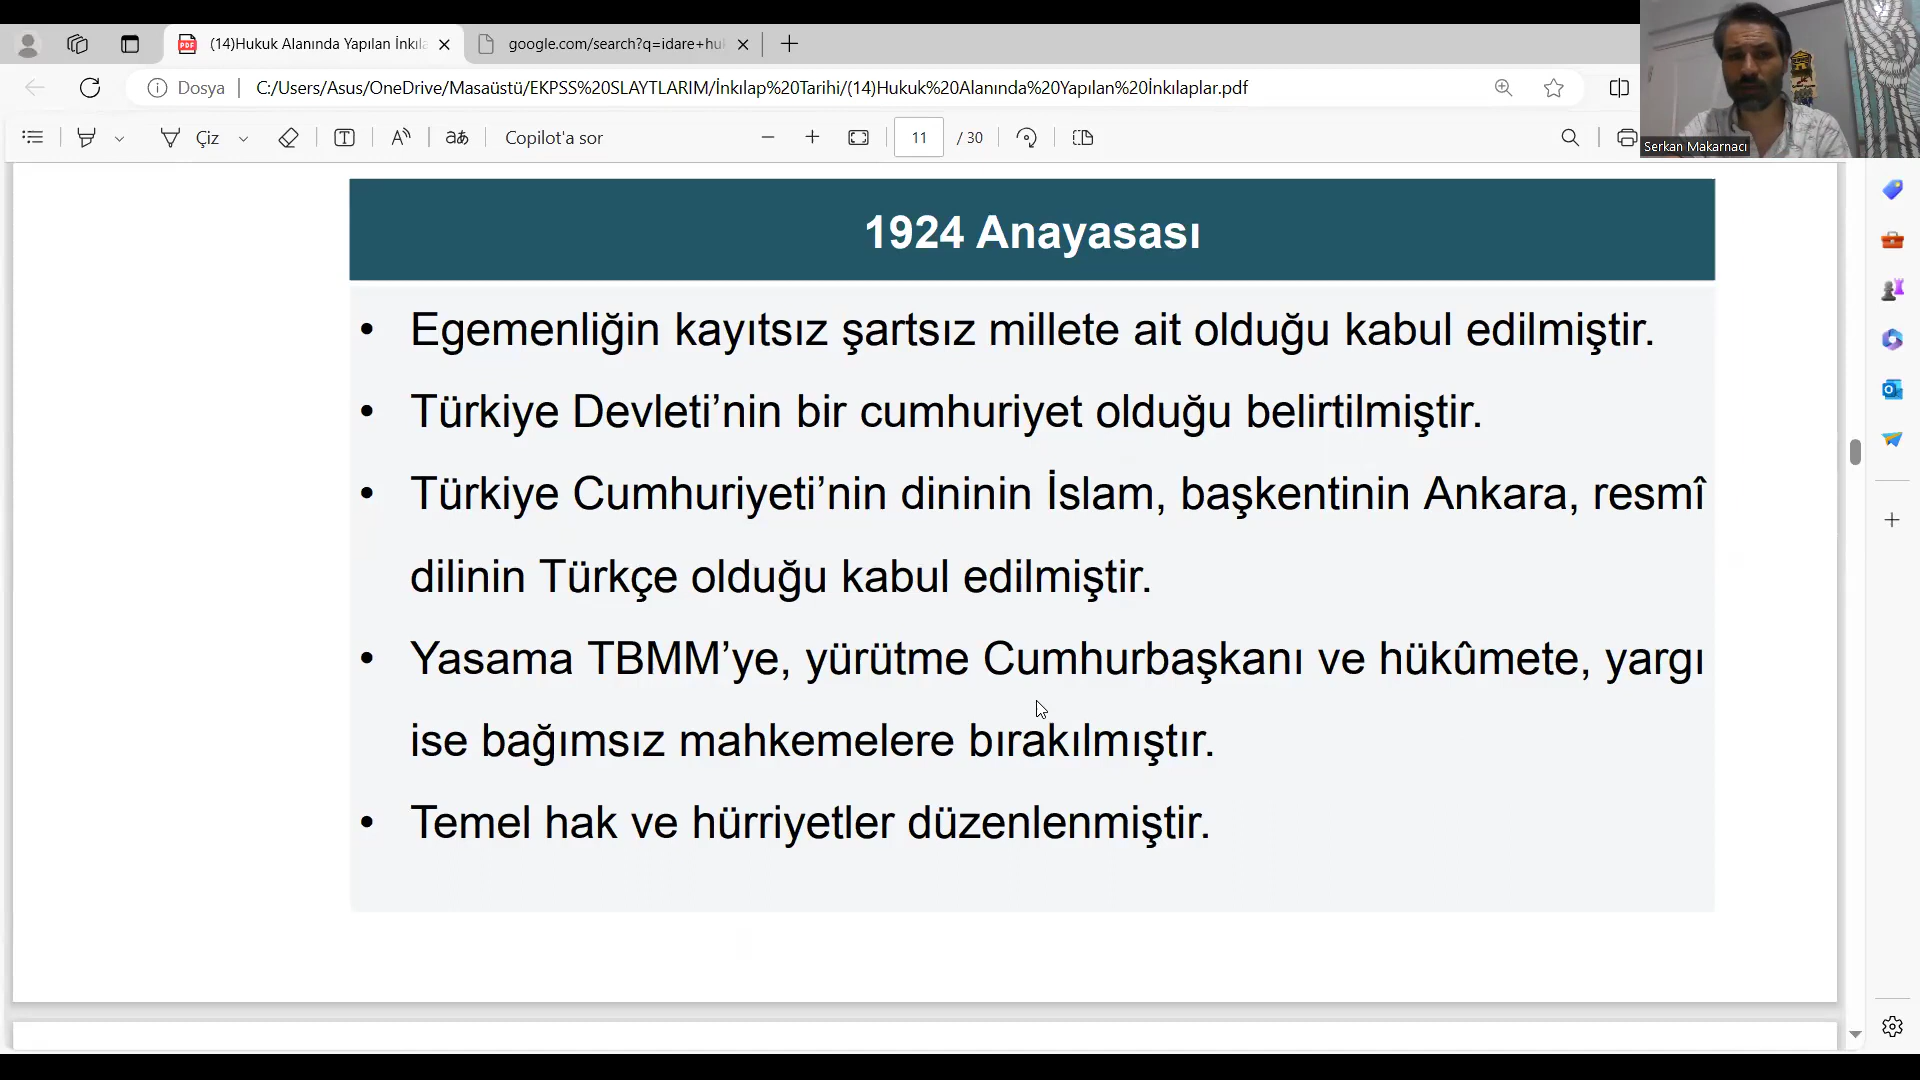 (14)Hukuk Alanında Yapılan İnkıla
google.com/search?q=idare+hu
Dosya
C:/Users/Asus/OneDrive/Masaüstü/EKPSS%20SLAYTLARIM/İnkılap%20Tarihi/(14)Hukuk%20Alanında%20Yapılan%20İnkılaplar.pdf
Çiz
Copilot'a sor
11 / 30
Serkan Makarnacı
1924 Anayasası
• Egemenliğin kayıtsız şartsız millete ait olduğu kabul edilmiştir.
• Türkiye Devleti’nin bir cumhuriyet olduğu belirtilmiştir.
• Türkiye Cumhuriyeti’nin dininin İslam, başkentinin Ankara, resmî
dilinin Türkçe olduğu kabul edilmiştir.
• Yasama TBMM’ye, yürütme Cumhurbaşkanı ve hükûmete, yargı
ise bağımsız mahkemelere bırakılmıştır.
• Temel hak ve hürriyetler düzenlenmiştir.